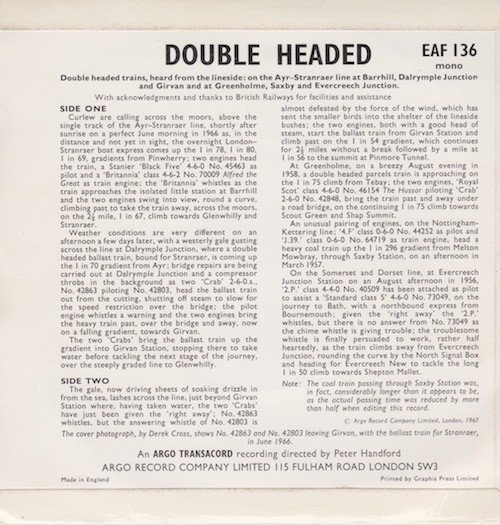 DOUBLE HEADED
EAF 136
mono
Double headed trains, heard from the lineside: on the Ayr–Stranraer line at Barrhill, Dalrymple Junction
and Girvan and at Greenholme, Saxby and Evercreech Junction.
With acknowledgments and thanks to British Railways for facilities and assistance
SIDE ONE
Curlew are calling across the moors, above the
single track of the Ayr-Stranraer line, shortly after
sunrise on a perfect June morning in 1966 as, in the
distance and not yet in sight, the overnight London–
Stranraer boat express comes up the 1 in 78, 1 in 80,
1 in 69, gradients from Pinwherry; two engines head
the train, a Stanier 'Black Five' 4-6-0 No. 45463 as
pilot and a 'Britannia' class 4-6-2 No. 70009 Alfred the
Great as train engine; the 'Britannia' whistles as the
train approaches the isolated little station at Barrhill
and the two engines swing into view, round a curve,
climbing past to take the train away, across the moors,
on the 2½ mile, 1 in 67, climb towards Glenwhilly and
Stranraer.
Weather conditions are very different on an
afternoon a few days later, with a westerly gale gusting
across the line at Dalrymple Junction, where a double
headed ballast train, bound for Stranraer, is coming up
the 1 in 70 gradient from Ayr; bridge repairs are being
carried out at Dalrymple Junction and a compressor
throbs in the background as two 'Crab' 2-6-0.s.,
No. 42863 piloting No. 42803, head the ballast train
out from the cutting, shutting off steam to slow for
the speed restriction over the bridge; the pilot
engine whistles a warning and the two engines bring
the heavy train past, over the bridge and away, now
on a falling gradient, towards Girvan.
The two 'Crabs' bring the ballast train up the
gradient into Girvan Station, stopping there to take
water before tackling the next stage of the journey,
over the steeply graded line to Glenwhilly.
SIDE TWO
The gale, now driving sheets of soaking drizzle in
from the sea, lashes across the line, just beyond Girvan
Station where, having taken water, the two 'Crabs'
have just been given the 'right away'; No. 42863
whistles, but the answering whistle of No. 42803 is
almost defeated by the force of the wind, which has
sent the smaller birds into the shelter of the lineside
bushes; the two engines, both with a good head of
steam, start the ballast train from Girvan Station and
climb past on the 1 in 54 gradient, which continues
for 2½ miles without a break followed by a mile at
1 in 56 to the summit at Pinmore Tunnel.
At Greenholme, on a breezy August evening in
1958, a double headed parcels train is approaching on
the 1 in 75 climb from Tebay; the two engines, 'Royal
Scot' class 4-6-0 No. 46154 The Hussar piloting 'Crab'
2-6-0 No. 42848, bring the train past and away under
a road bridge, on the continuing 1 in 75 climb towards
Scout Green and Shap Summit.
An unusual pairing of engines, on the Nottingham-
Kettering line; '4.F' class 0-6-0 No. 44252 as pilot and
'J.39.' class 0-6-0 No. 64719 as train engine, head a
heavy coal train up the 1 in 296 gradient from Melton
Mowbray, through Saxby Station, on an afternoon in
March 1957.
On the Somerset and Dorset line, at Evercreech
Junction Station on an August afternoon in 1956,
'2.P.' class 4-4-0 No. 40509 has been attached as pilot
to assist a 'Standard class 5' 4-6-0 No. 73049, on the
journey to Bath, with a northbound express from
Bournemouth; given the 'right away' the '2.P.'
whistles, but there is no answer from No. 73049 as
the chime whistle is giving trouble; the troublesome
whistle is finally persuaded to work, rather half
heartedly, as the train climbs away from Evercreech
Junction, rounding the curve by the North Signal Box
and heading for Evercreech New to tackle the long
1 in 50 climb towards Shepton Mallet.
Note: The coal train passing through Saxby Station was,
in fact, considerably longer than it appears to be,
as the actual passing time was reduced by more
than half when editing this record.
© Argo Record Company Limited, London, 1967
The cover photograph, by Derek Cross, shows No. 42863 and No. 42803 leaving Girvan, with the ballast train for Stranraer,
in June 1966.
An ARGO TRANSACORD recording directed by Peter Handford
ARGO RECORD COMPANY LIMITED 115 FULHAM ROAD LONDON SW3
Made in England
Printed by Graphis Press Limited